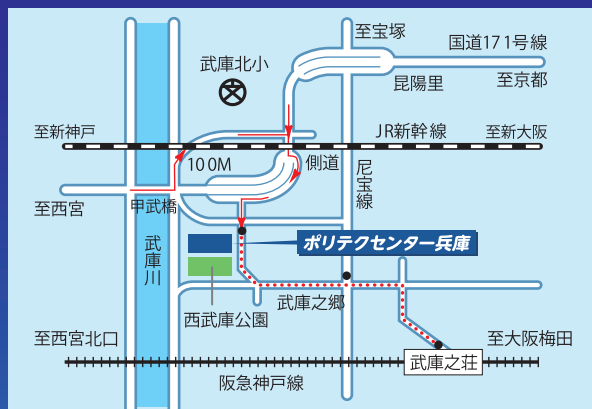 至宝塚
国道171号線
武庫北小
昆陽里
至京都
至新神戸
JR新幹線
至新大阪
100M
側道
尼宝線
至西宮
甲武橋
武庫川
ポリテクセンター兵庫
武庫之郷
西武庫公園
至西宮北口
至大阪梅田
武庫之荘
阪急神戸線